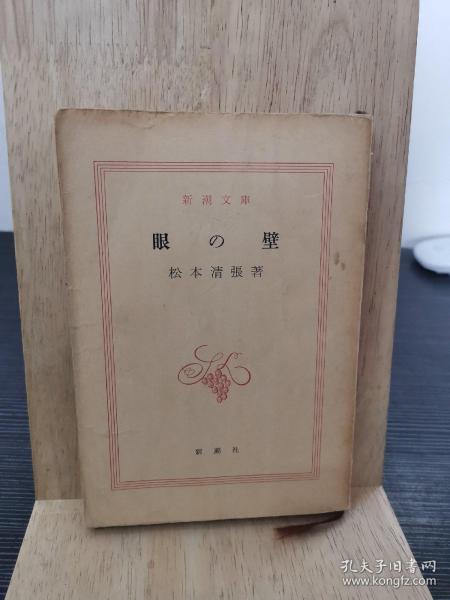 新潮文庫
眼の壁
松本清張著
新潮社
孔夫子旧书网
www.kongfz.com